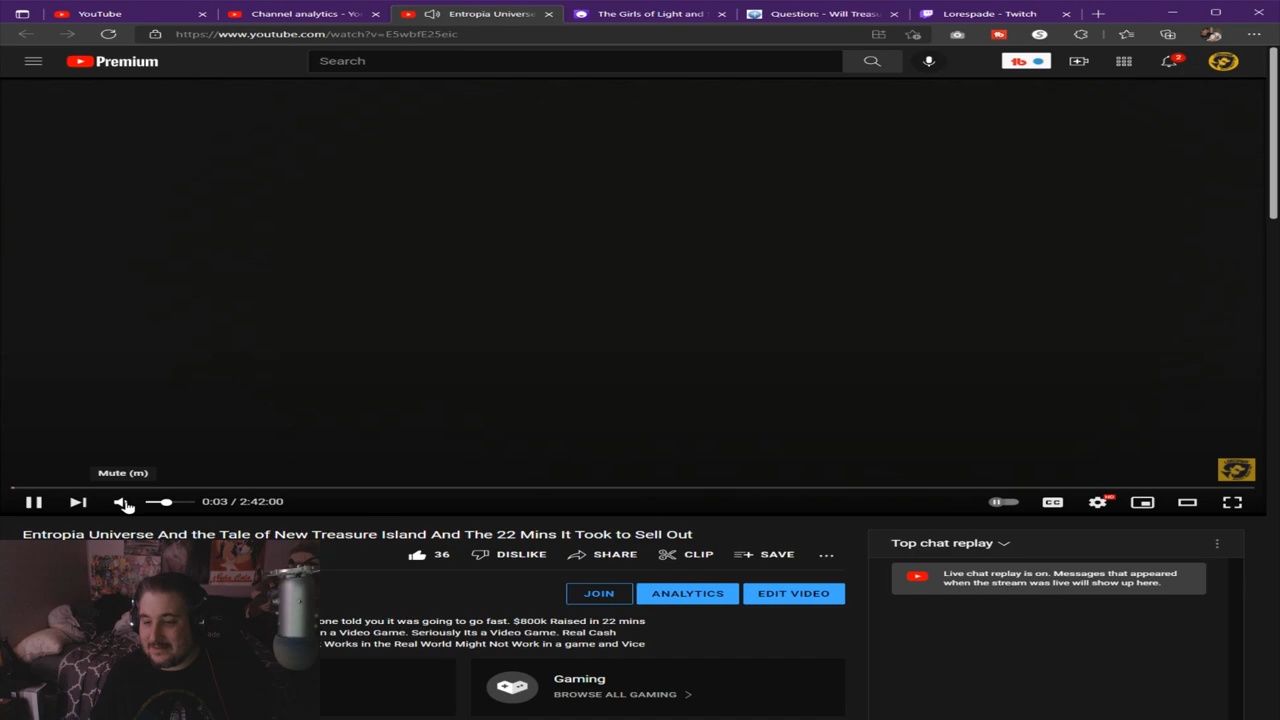 YouTube
Channel analytics - Yo
Entropia Univers
The Girls of Light and
Question: - Will Treas
Lorespade - Twitch
https://www.youtube.com/watch?v=E5wbfE25eic
Premium
Search
2
Mute (m)
0:03 / 2:42:00
CC
HD
Entropia Universe And the Tale of New Treasure Island And The 22 Mins It Took to Sell Out
36
DISLIKE
SHARE
CLIP
SAVE
JOIN
ANALYTICS
EDIT VIDEO
one told you it was going to go fast. $800k Raised in 22 mins
n a Video Game. Seriously Its a Video Game. Real Cash
Works in the Real World Might Not Work in a game and Vice
Gaming
BROWSE ALL GAMING
Top chat replay
Live chat replay is on. Messages that appeared
when the stream was live will show up here.